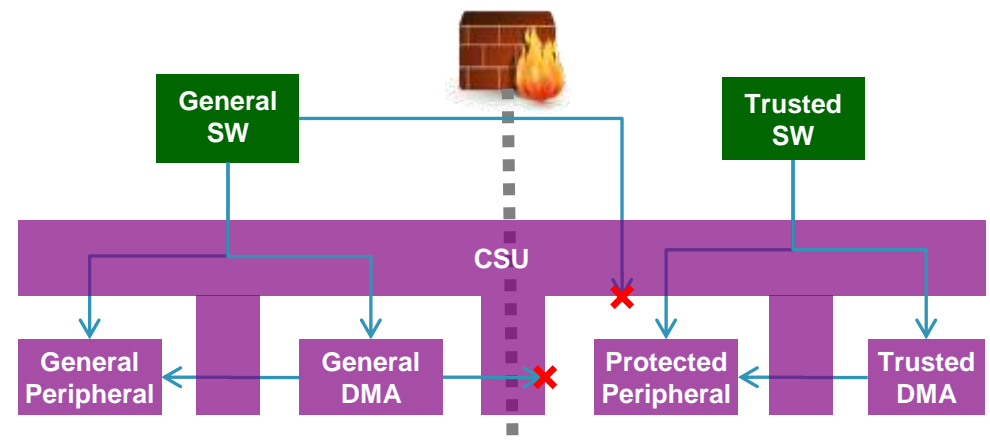 General
SW
Trusted
SW
CSU
General
Peripheral
General
DMA
Protected
Peripheral
Trusted
DMA